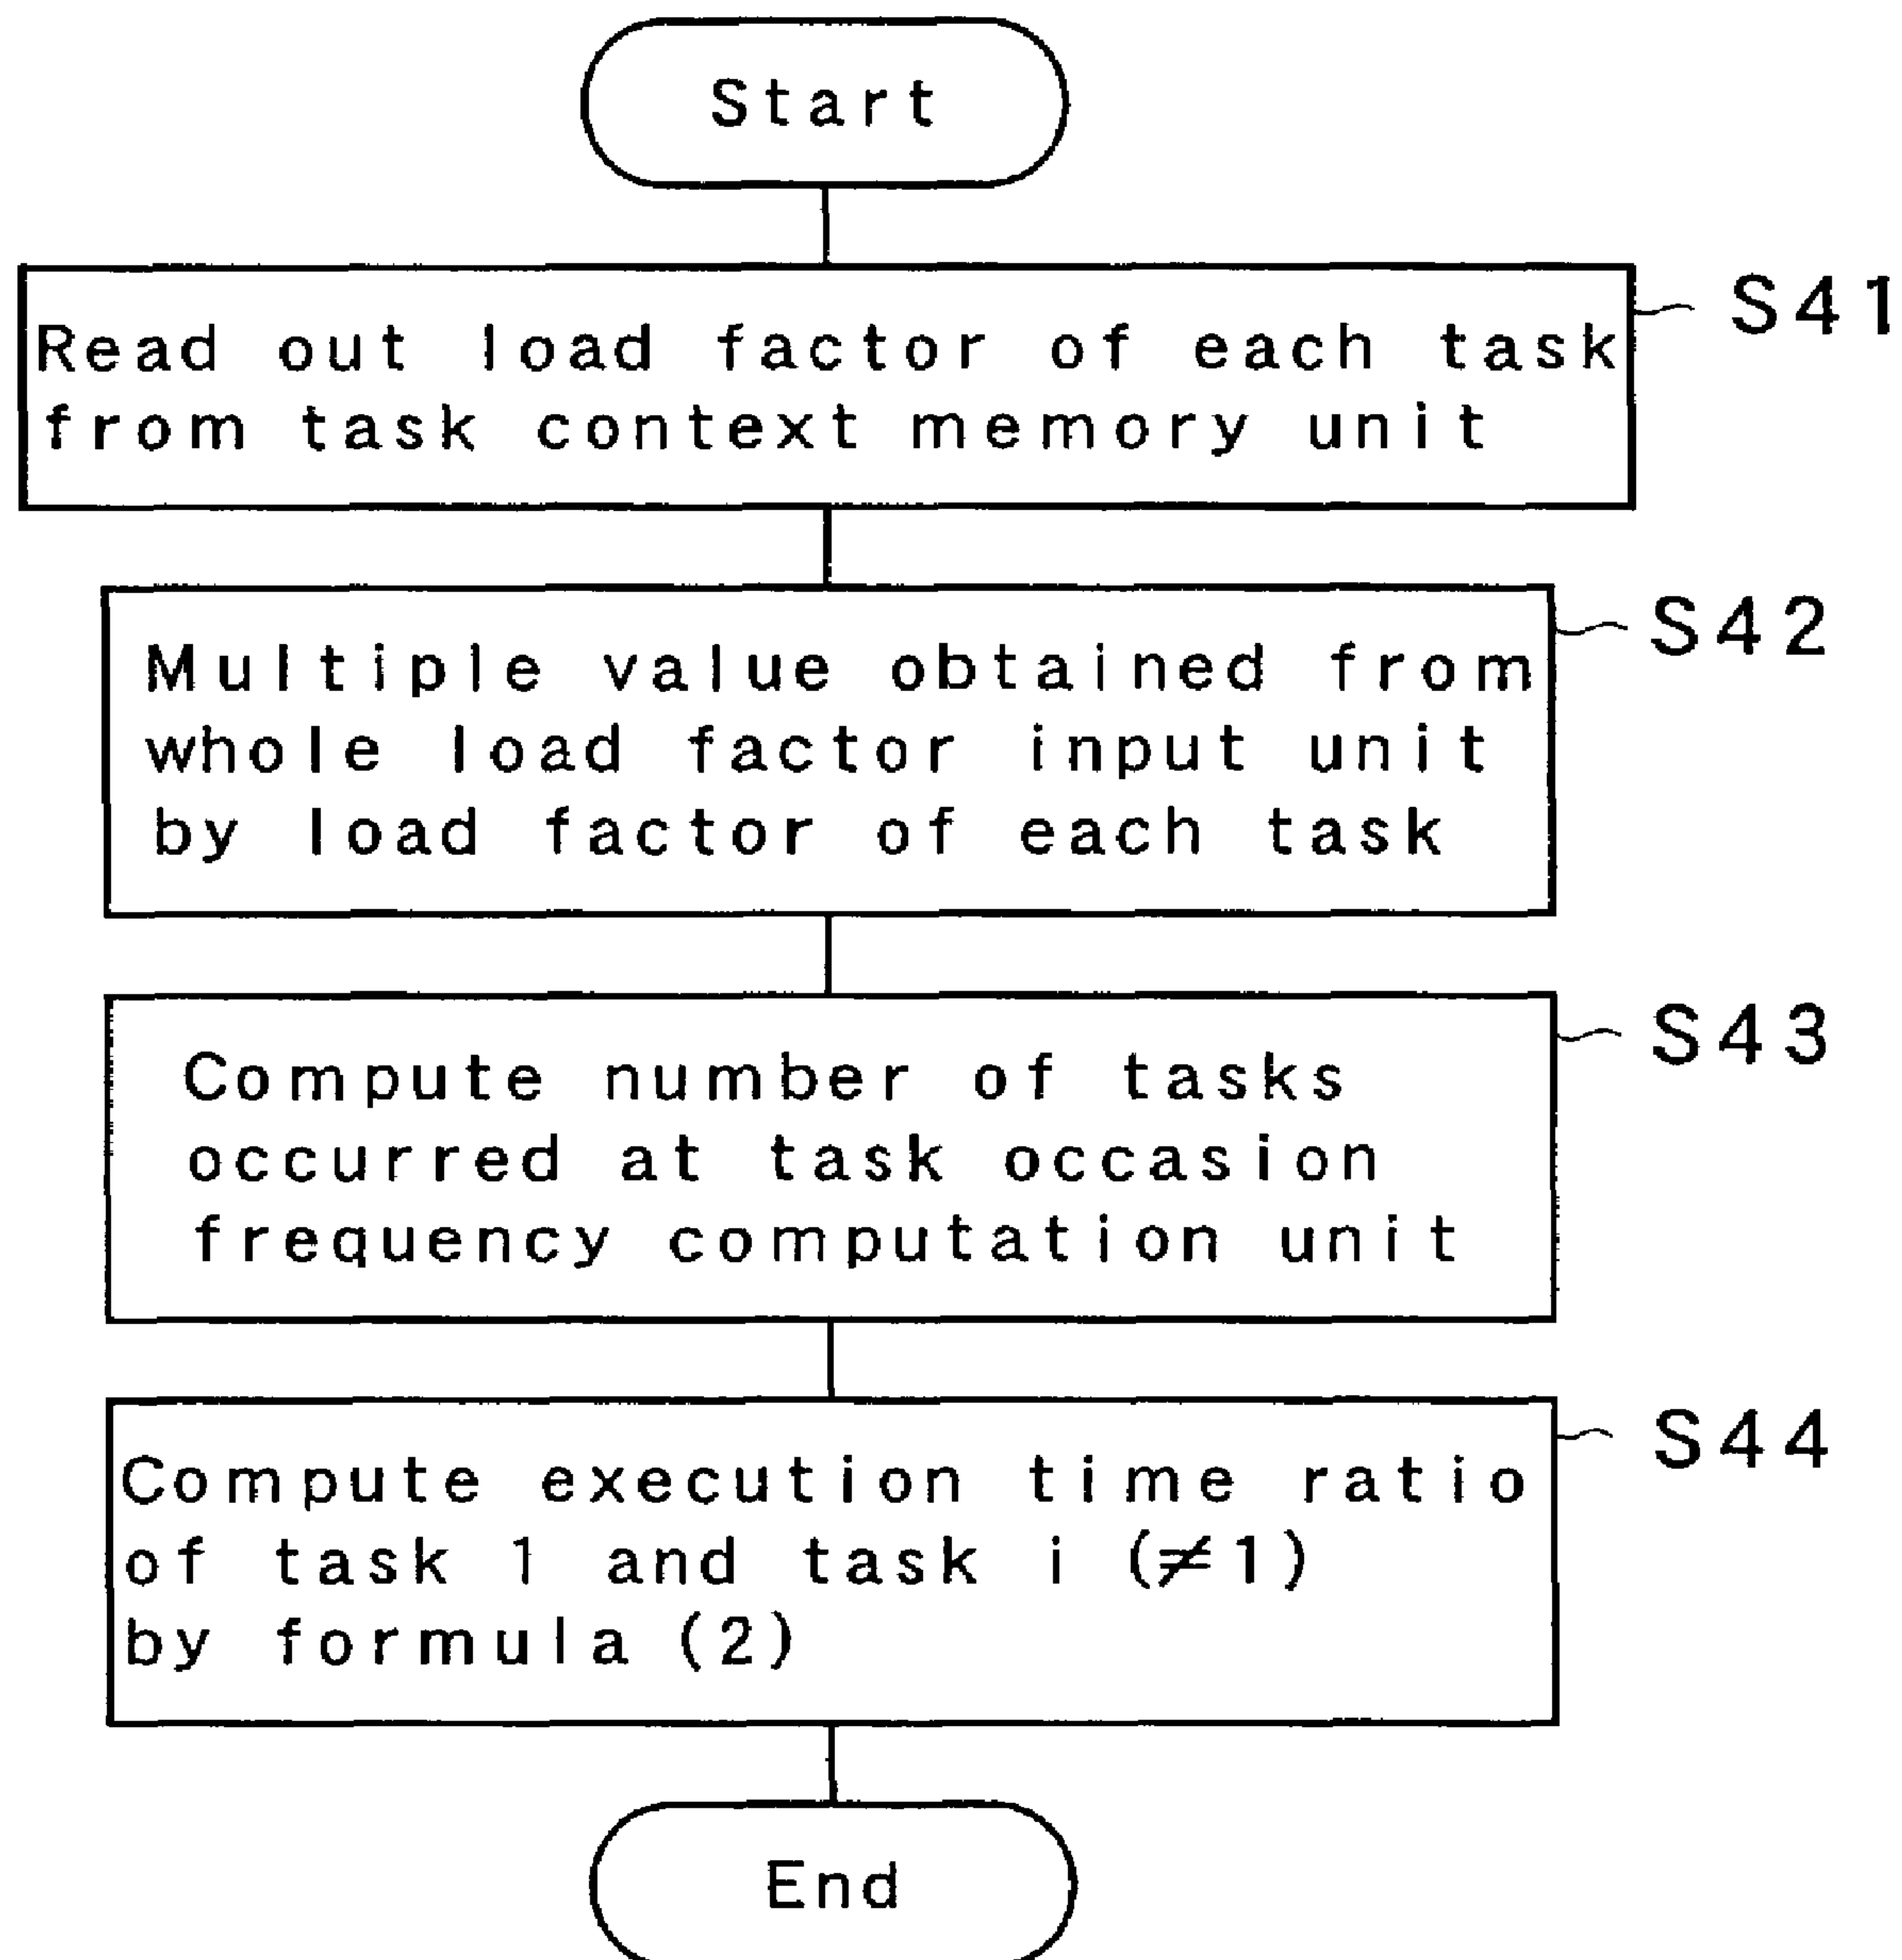 Start
Read out load factor of each task
from task context memory unit
S41
Multiple value obtained from
whole load factor input unit
by load factor of each task
S42
Compute number of tasks
occurred at task occasion
frequency computation unit
S43
Compute execution time ratio
of task 1 and task i (≠1)
by formula (2)
S44
End